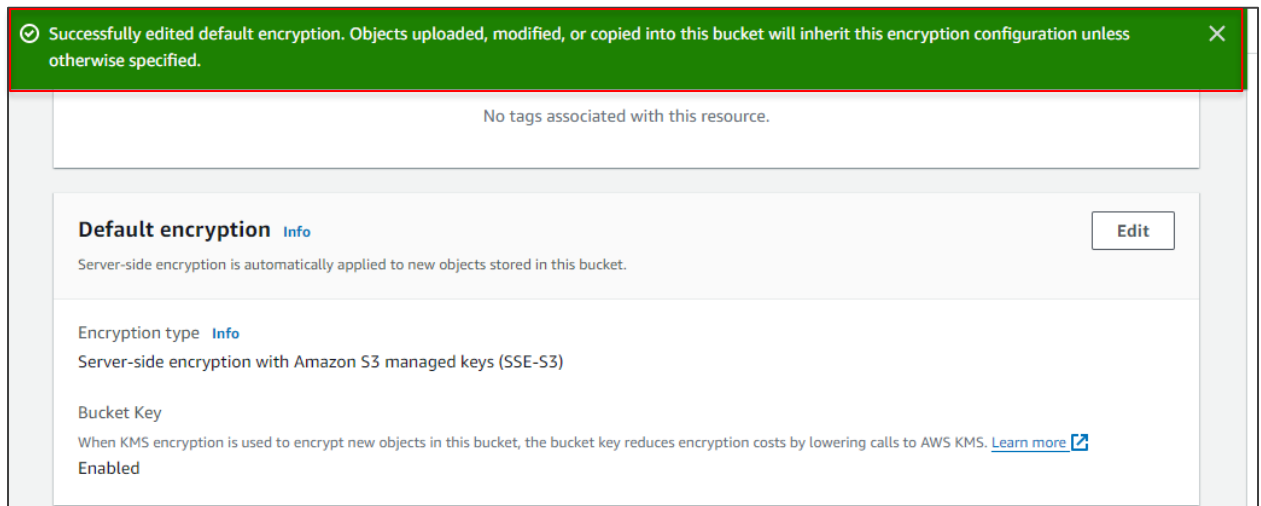 Successfully edited default encryption. Objects uploaded, modified, or copied into this bucket will inherit this encryption configuration unless
otherwise specified.
No tags associated with this resource.
Default encryption Info
Edit
Server-side encryption is automatically applied to new objects stored in this bucket.
Encryption type Info
Server-side encryption with Amazon S3 managed keys (SSE-S3)
Bucket Key
When KMS encryption is used to encrypt new objects in this bucket, the bucket key reduces encryption costs by lowering calls to AWS KMS. Learn more
Enabled